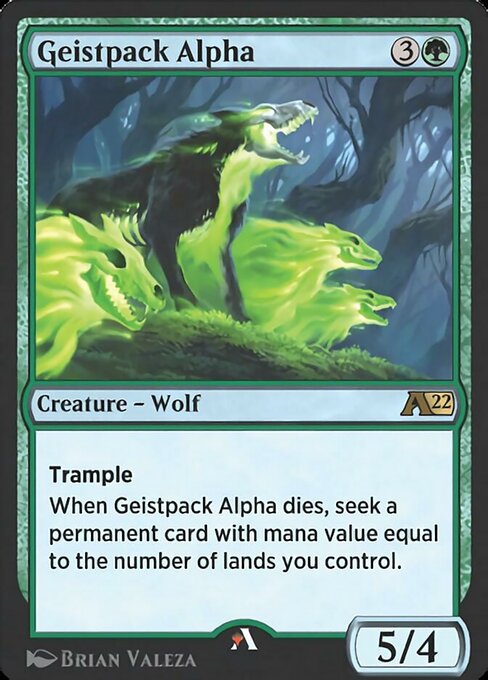 Geistpack Alpha 3
Creature – Wolf A22
Trample
When Geistpack Alpha dies, seek a
permanent card with mana value equal
to the number of lands you control.
5/4
Brian Valeza